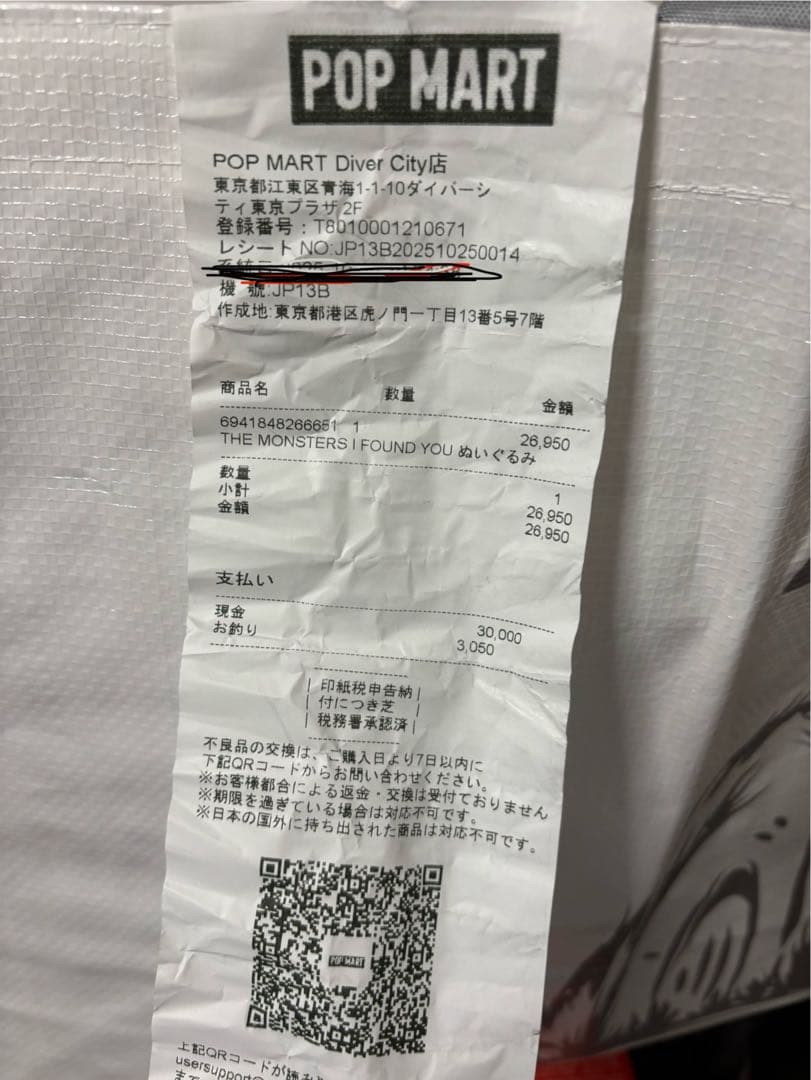 POP MART
POP MART Diver City店
東京都江東区青海1-1-10ダイバーシ
ティ東京プラザ 2F
登録番号：T8010001210671
レシート NO:JP13B202510250014
機 號:JP13B
作成地:東京都港区虎ノ門一丁目13番5号7階
商品名 数量 金額
6941848266651 1 26,950
THE MONSTERS I FOUND YOU ぬいぐるみ
数量 1
小計 26,950
金額 26,950
支払い
現金 30,000
お釣り 3,050
| 印紙税申告納 |
| 付につき芝 |
| 税務署承認済 |
不良品の交換は、ご購入日より7日以内に
下記QRコードからお問い合わせください。
※お客様都合による返金・交換は受付ておりません
※期限を過ぎている場合は対応不可です。
※日本の国外に持ち出された商品は対応不可です。
POP MART
上記QRコードが読み
usersupport@